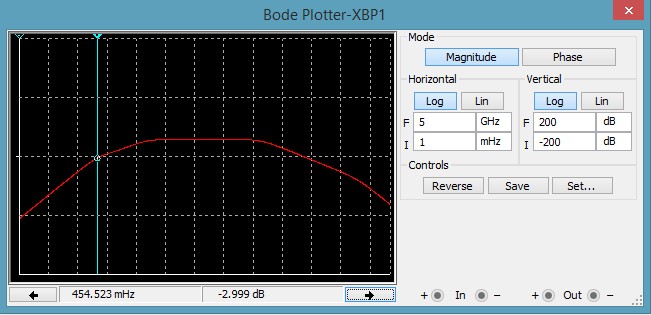 Bode Plotter-XBP1
×
Mode
Magnitude Phase
Horizontal Vertical
Log Lin Log Lin
F 5 GHz F 200 dB
I 1 mHz I -200 dB
Controls
Reverse Save Set...
454.523 mHz -2.999 dB
+ In − + Out −